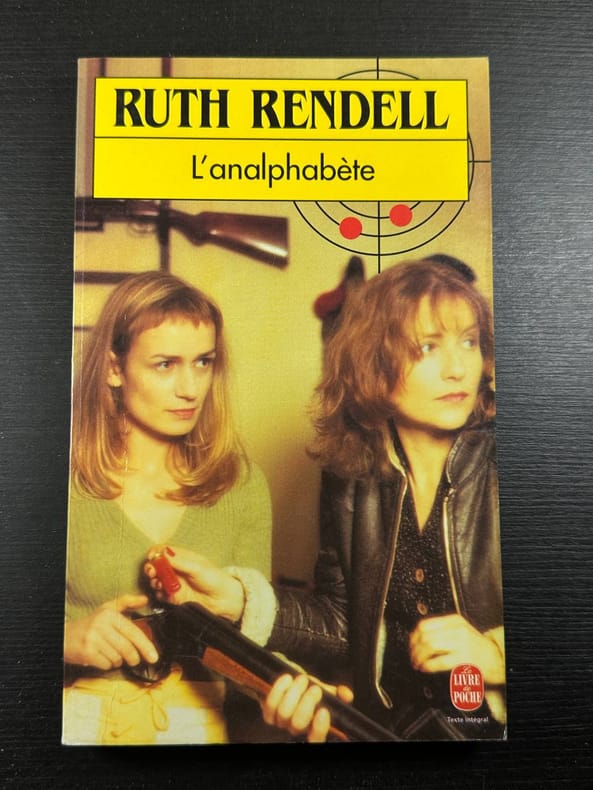 RUTH RENDELL
L'analphabète
Le
LIVRE
de
POCHE
Texte intégral